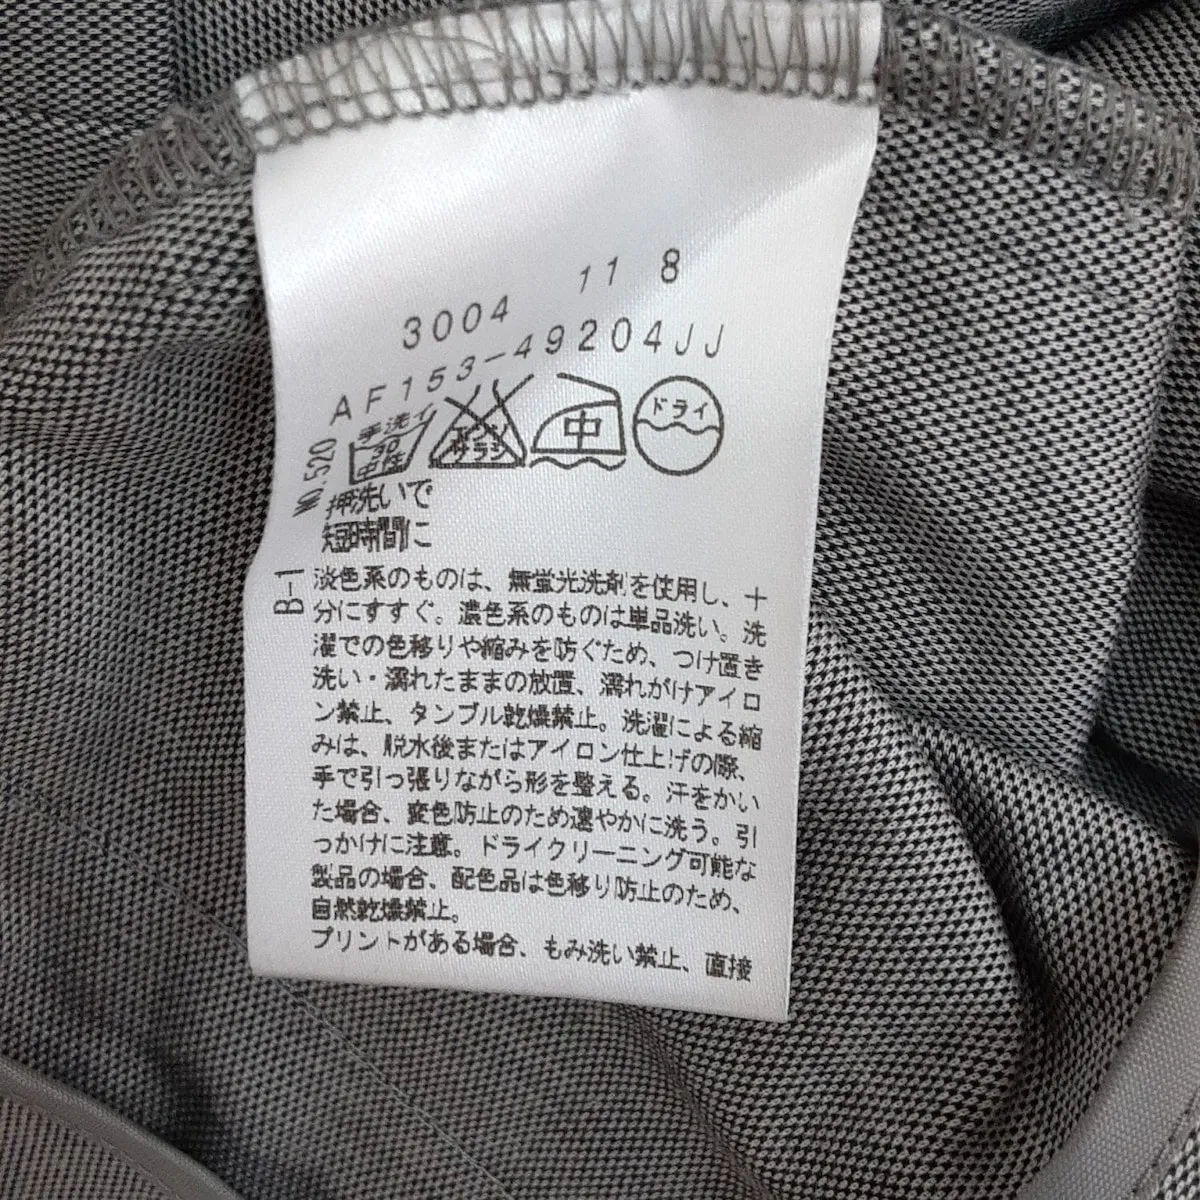 3004 11 8
AF153-49204JJ
手洗イ
30
中性
エンソ
サラシ
中
ドライ
NO.520
押洗いで
短時間に
B-1
淡色系のものは、無蛍光洗剤を使用し、十
分にすすぐ。濃色系のものは単品洗い。洗
濯での色移りや縮みを防ぐため、つけ置き
洗い・濡れたままの放置、濡れがけアイロ
ン禁止、タンブル乾燥禁止。洗濯による縮
みは、脱水後またはアイロン仕上げの際、
手で引っ張りながら形を整える。汗をかい
た場合、変色防止のため速やかに洗う。引
っかけに注意。ドライクリーニング可能な
製品の場合、配色品は色移り防止のため、
自然乾燥禁止。
プリントがある場合、もみ洗い禁止、直接